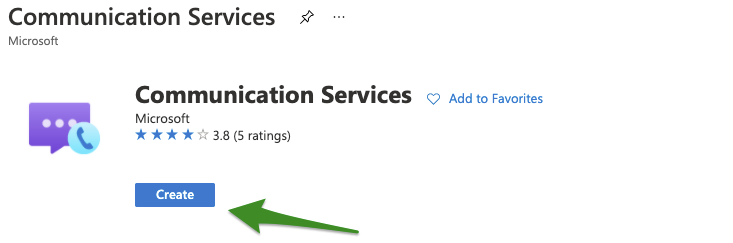 Communication Services
Microsoft
Communication Services
Add to Favorites
Microsoft
3.8 (5 ratings)
Create